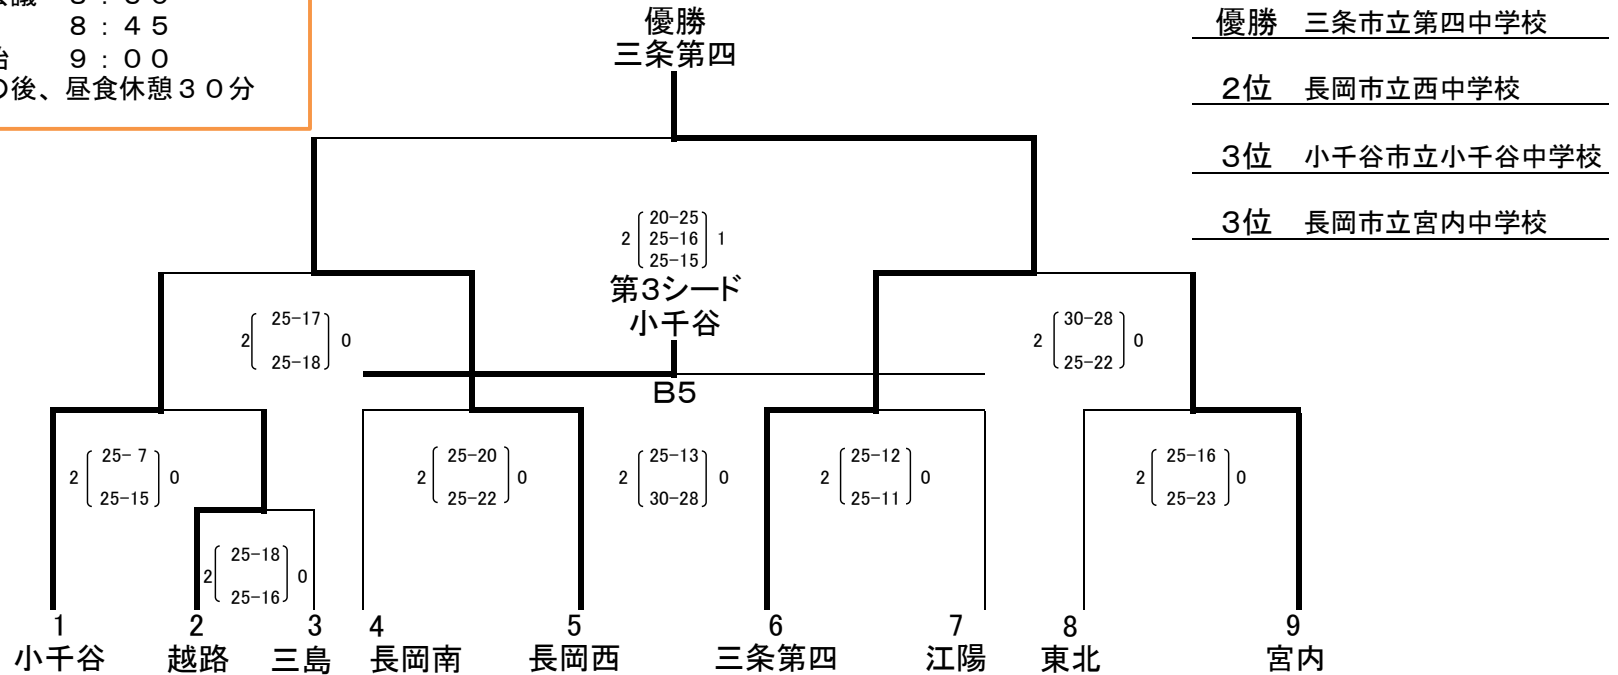 8：45
9：00
後、昼食休憩30分
優勝
三条第四
優勝　三条市立第四中学校
2位　長岡市立西中学校
3位　小千谷市立小千谷中学校
3位　長岡市立宮内中学校
20-25
2 25-16 1
25-15
第3シード
小千谷
B5
25-17
2 0
25-18
30-28
2 0
25-22
25- 7
2 0
25-15
25-20
2 0
25-22
25-13
2 0
30-28
25-12
2 0
25-11
25-16
2 0
25-23
25-18
2 0
25-16
1 2 3 4 5 6 7 8 9
小千谷 越路 三島 長岡南 長岡西 三条第四 江陽 東北 宮内